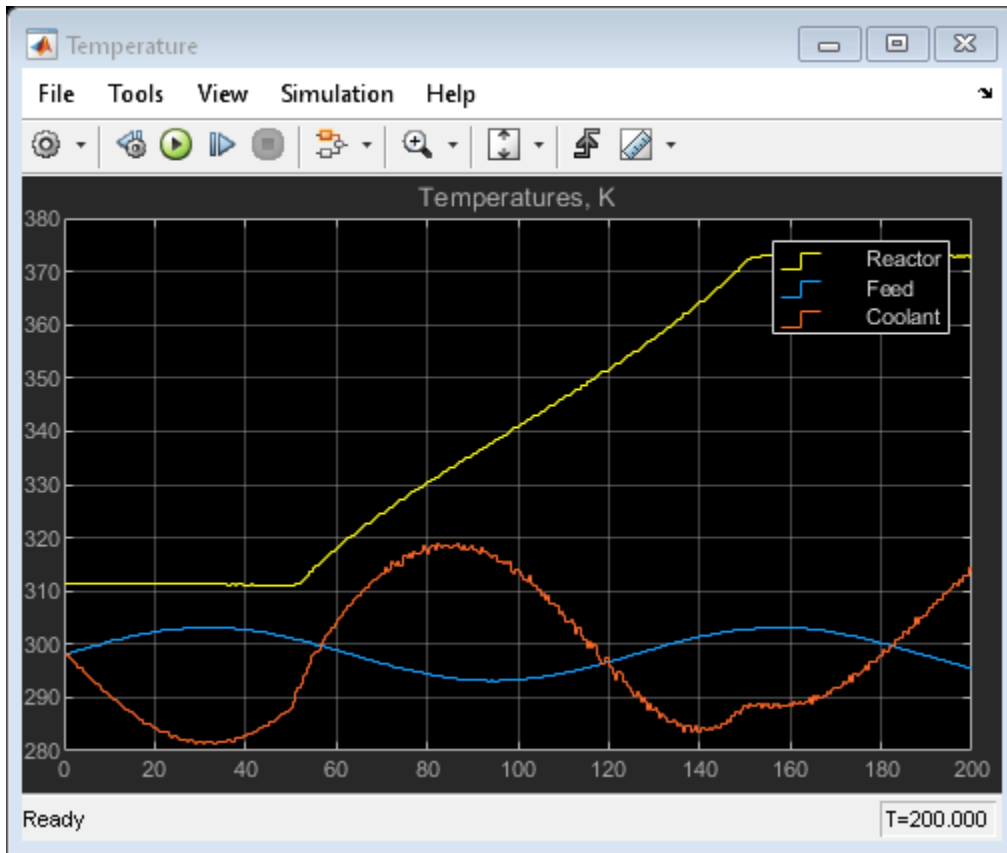 Temperature
File Tools View Simulation Help
Temperatures, K
380
370
360
350
340
330
320
310
300
290
280
Reactor
Feed
Coolant
0 20 40 60 80 100 120 140 160 180 200
Ready T=200.000